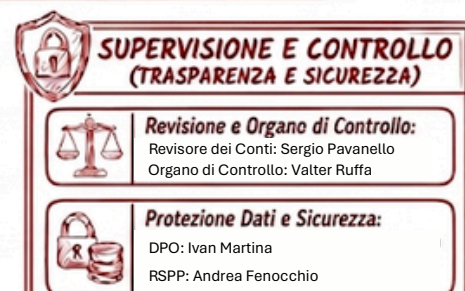 SUPERVISIONE E CONTROLLO
(TRASPARENZA E SICUREZZA)
Revisione e Organo di Controllo:
Revisore dei Conti: Sergio Pavanello
Organo di Controllo: Valter Ruffa
Protezione Dati e Sicurezza:
DPO: Ivan Martina
RSPP: Andrea Fenocchio